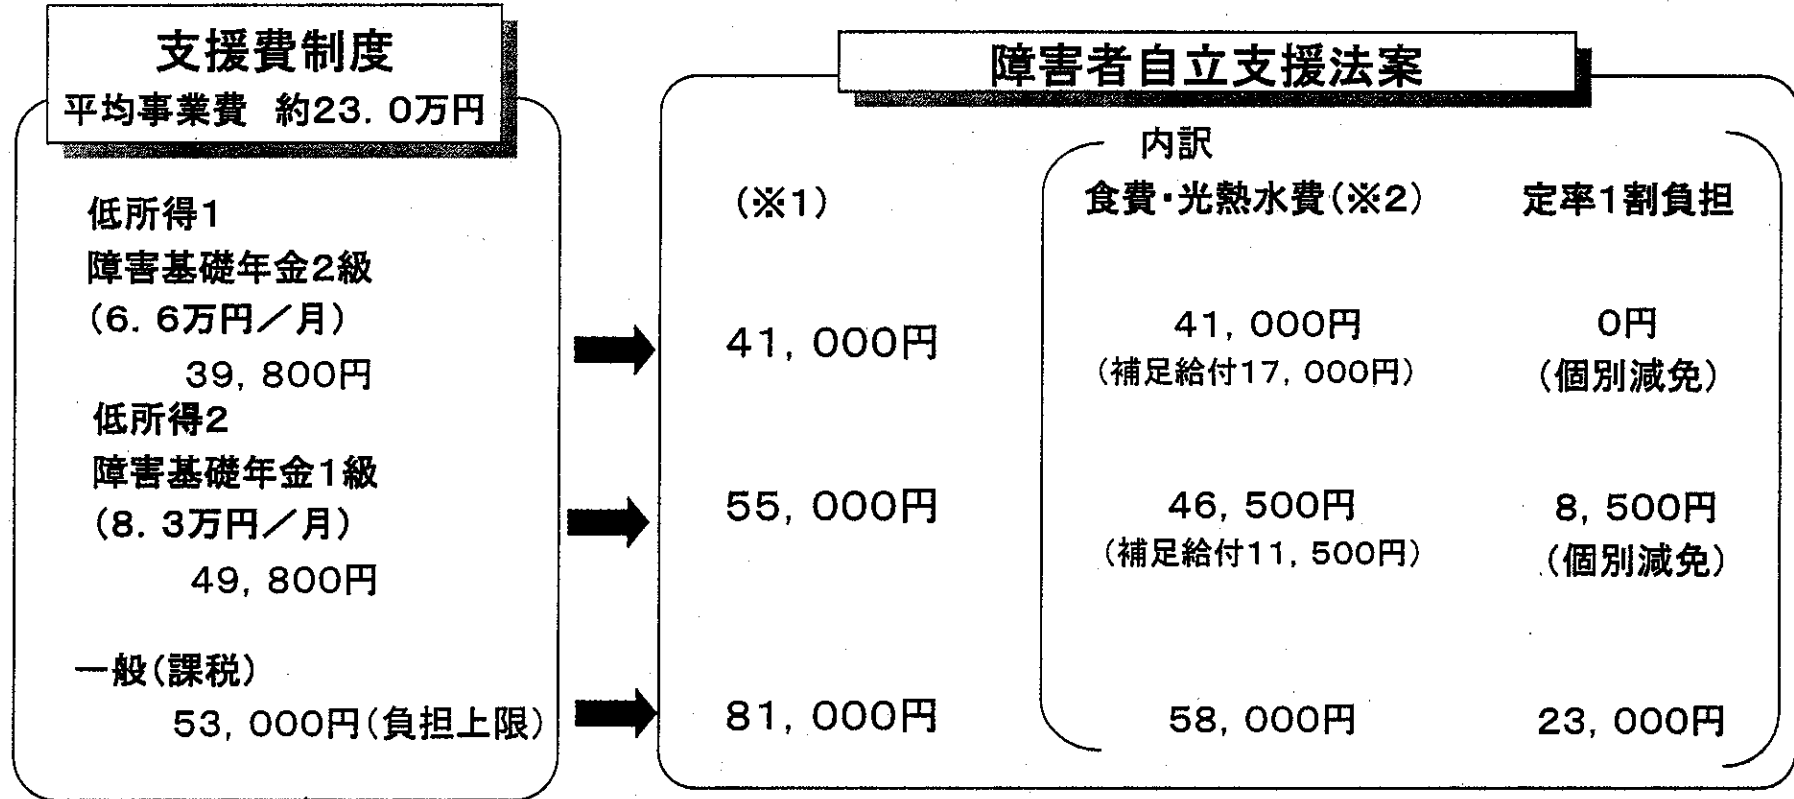 支援費制度
平均事業費 約23.0万円
低所得1
障害基礎年金2級
(6.6万円/月)
39,800円
低所得2
障害基礎年金1級
(8.3万円/月)
49,800円
一般(課税)
53,000円(負担上限)
障害者自立支援法案
内訳
(※1) 食費・光熱水費(※2) 定率1割負担
41,000円 41,000円 0円
(補足給付17,000円) (個別減免)
55,000円 46,500円 8,500円
(補足給付11,500円) (個別減免)
81,000円 58,000円 23,000円